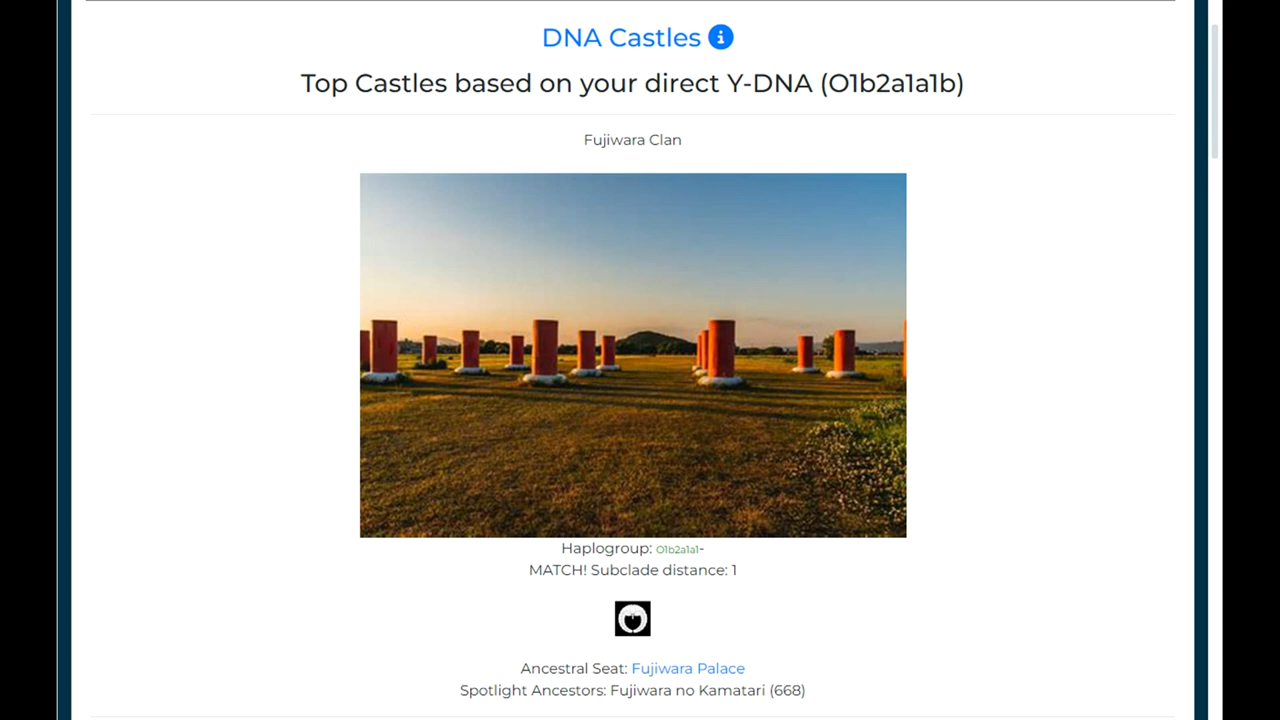 DNA Castles
Top Castles based on your direct Y-DNA (O1b2a1a1b)
Fujiwara Clan
Haplogroup: O1b2a1a1-
MATCH! Subclade distance: 1
Ancestral Seat: Fujiwara Palace
Spotlight Ancestors: Fujiwara no Kamatari (668)